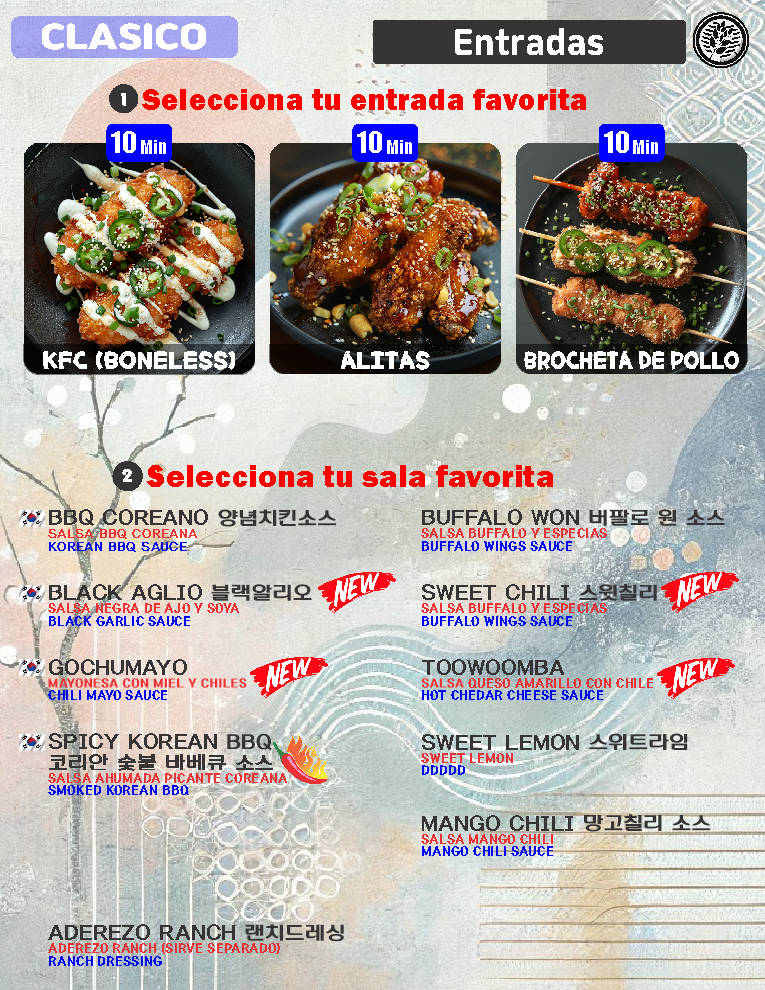 CLASICO
Entradas
1 Selecciona tu entrada favorita
10 Min
10 Min
10 Min
KFC (BONELESS)
ALITAS
BROCHETA DE POLLO
2 Selecciona tu sala favorita
BBQ COREANO 양념치킨소스
SALSA BBQ COREANA
KOREAN BBQ SAUCE
BLACK AGLIO 블랙알리오 NEW
SALSA NEGRA DE AJO Y SOYA
BLACK GARLIC SAUCE
GOCHUMAYO NEW
MAYONESA CON MIEL Y CHILES
CHILI MAYO SAUCE
SPICY KOREAN BBQ
코리안 숯불 바베큐 소스
SALSA AHUMADA PICANTE COREANA
SMOKED KOREAN BBQ
ADEREZO RANCH 랜치드레싱
ADEREZO RANCH (SIRVE SEPARADO)
RANCH DRESSING
BUFFALO WON 버팔로 원 소스
SALSA BUFFALO Y ESPECIAS
BUFFALO WINGS SAUCE
SWEET CHILI 스윗칠리 NEW
SALSA BUFFALO Y ESPECIAS
BUFFALO WINGS SAUCE
TOOWOOMBA NEW
SALSA QUESO AMARILLO CON CHILE
HOT CHEDAR CHEESE SAUCE
SWEET LEMON 스위트라임
SWEET LEMON
DDDDD
MANGO CHILI 망고칠리 소스
SALSA MANGO CHILI
MANGO CHILI SAUCE